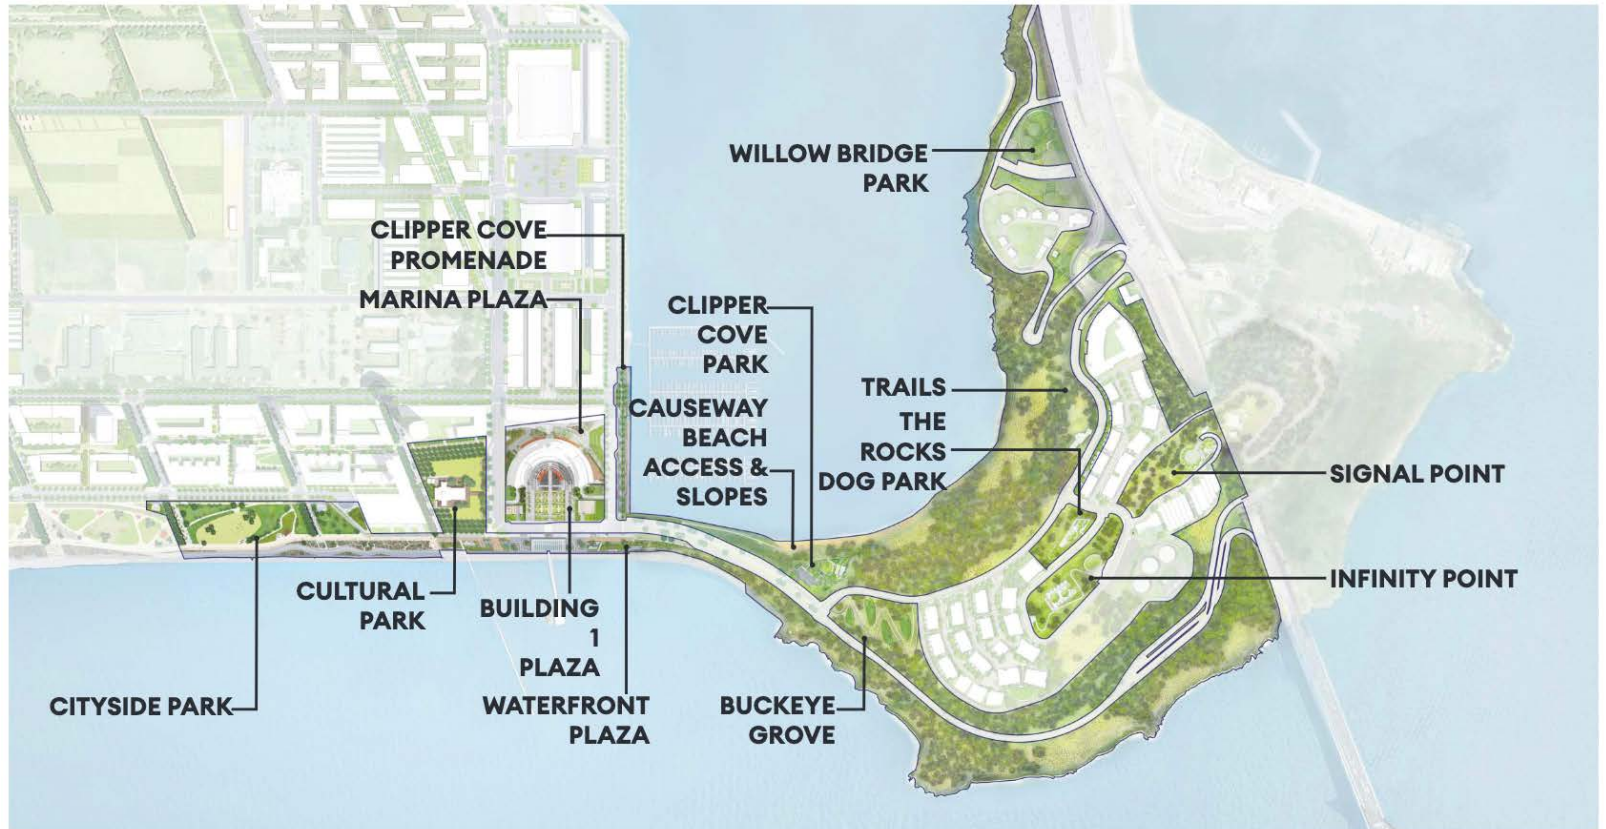 WILLOW BRIDGE
PARK
CLIPPER COVE
PROMENADE
MARINA PLAZA
CLIPPER
COVE
PARK
CAUSEWAY
BEACH
ACCESS &
SLOPES
TRAILS
THE
ROCKS
DOG PARK
SIGNAL POINT
INFINITY POINT
CULTURAL
PARK
BUILDING
1
PLAZA
CITYSIDE PARK
WATERFRONT
PLAZA
BUCKEYE
GROVE